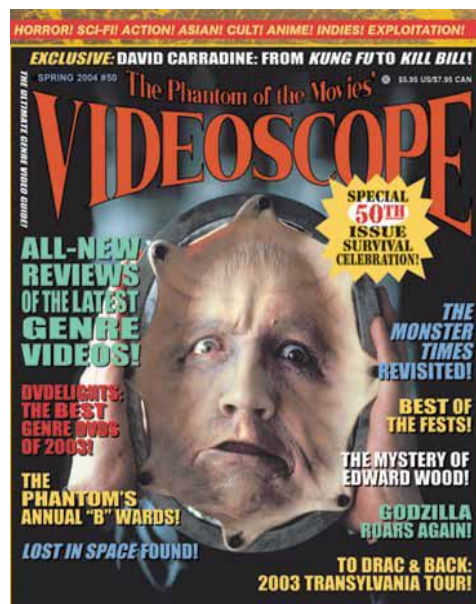 HORROR! SCI-FI! ACTION! ASIAN! CULT! ANIME! INDIES! EXPLOITATION!
EXCLUSIVE: DAVID CARRADINE: FROM KUNG FU TO KILL BILL!
SPRING 2004 #50
$5.95 US/$7.95 CAN
THE ULTIMATE GENRE VIDEO GUIDE!
The Phantom of the Movies'
VIDEOSCOPE
SPECIAL
50TH
ISSUE
SURVIVAL
CELEBRATION!
ALL-NEW
REVIEWS
OF THE LATEST
GENRE
VIDEOS!
DVDELIGHTS:
THE BEST
GENRE DVDS
OF 2003!
THE
PHANTOM'S
ANNUAL "B" WARDS!
LOST IN SPACE FOUND!
THE
MONSTER
TIMES
REVISITED!
BEST OF
THE FESTS!
THE MYSTERY OF
EDWARD WOOD!
GODZILLA
ROARS AGAIN!
TO DRAC & BACK:
2003 TRANSYLVANIA TOUR!